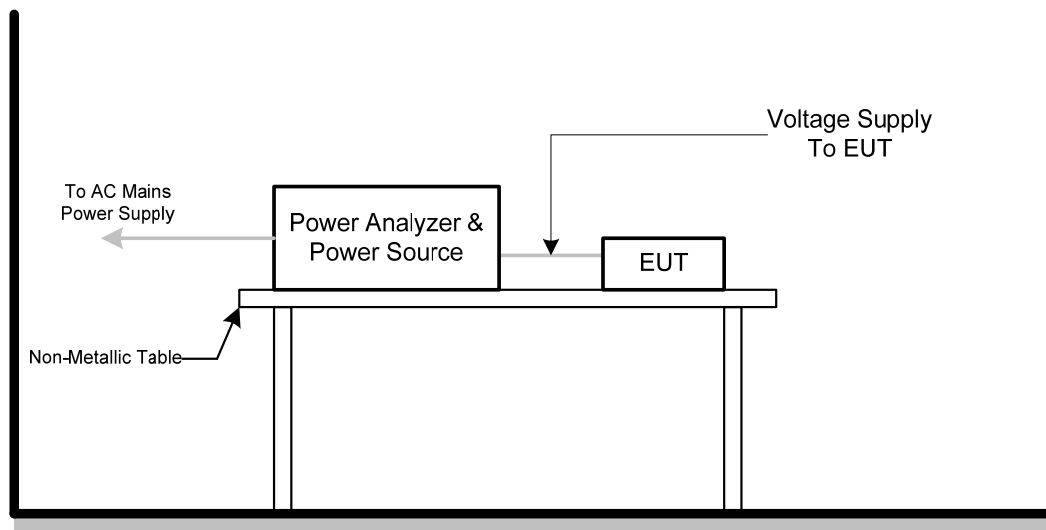 Voltage Supply
To EUT
To AC Mains
Power Supply
Power Analyzer &
Power Source
EUT
Non-Metallic Table